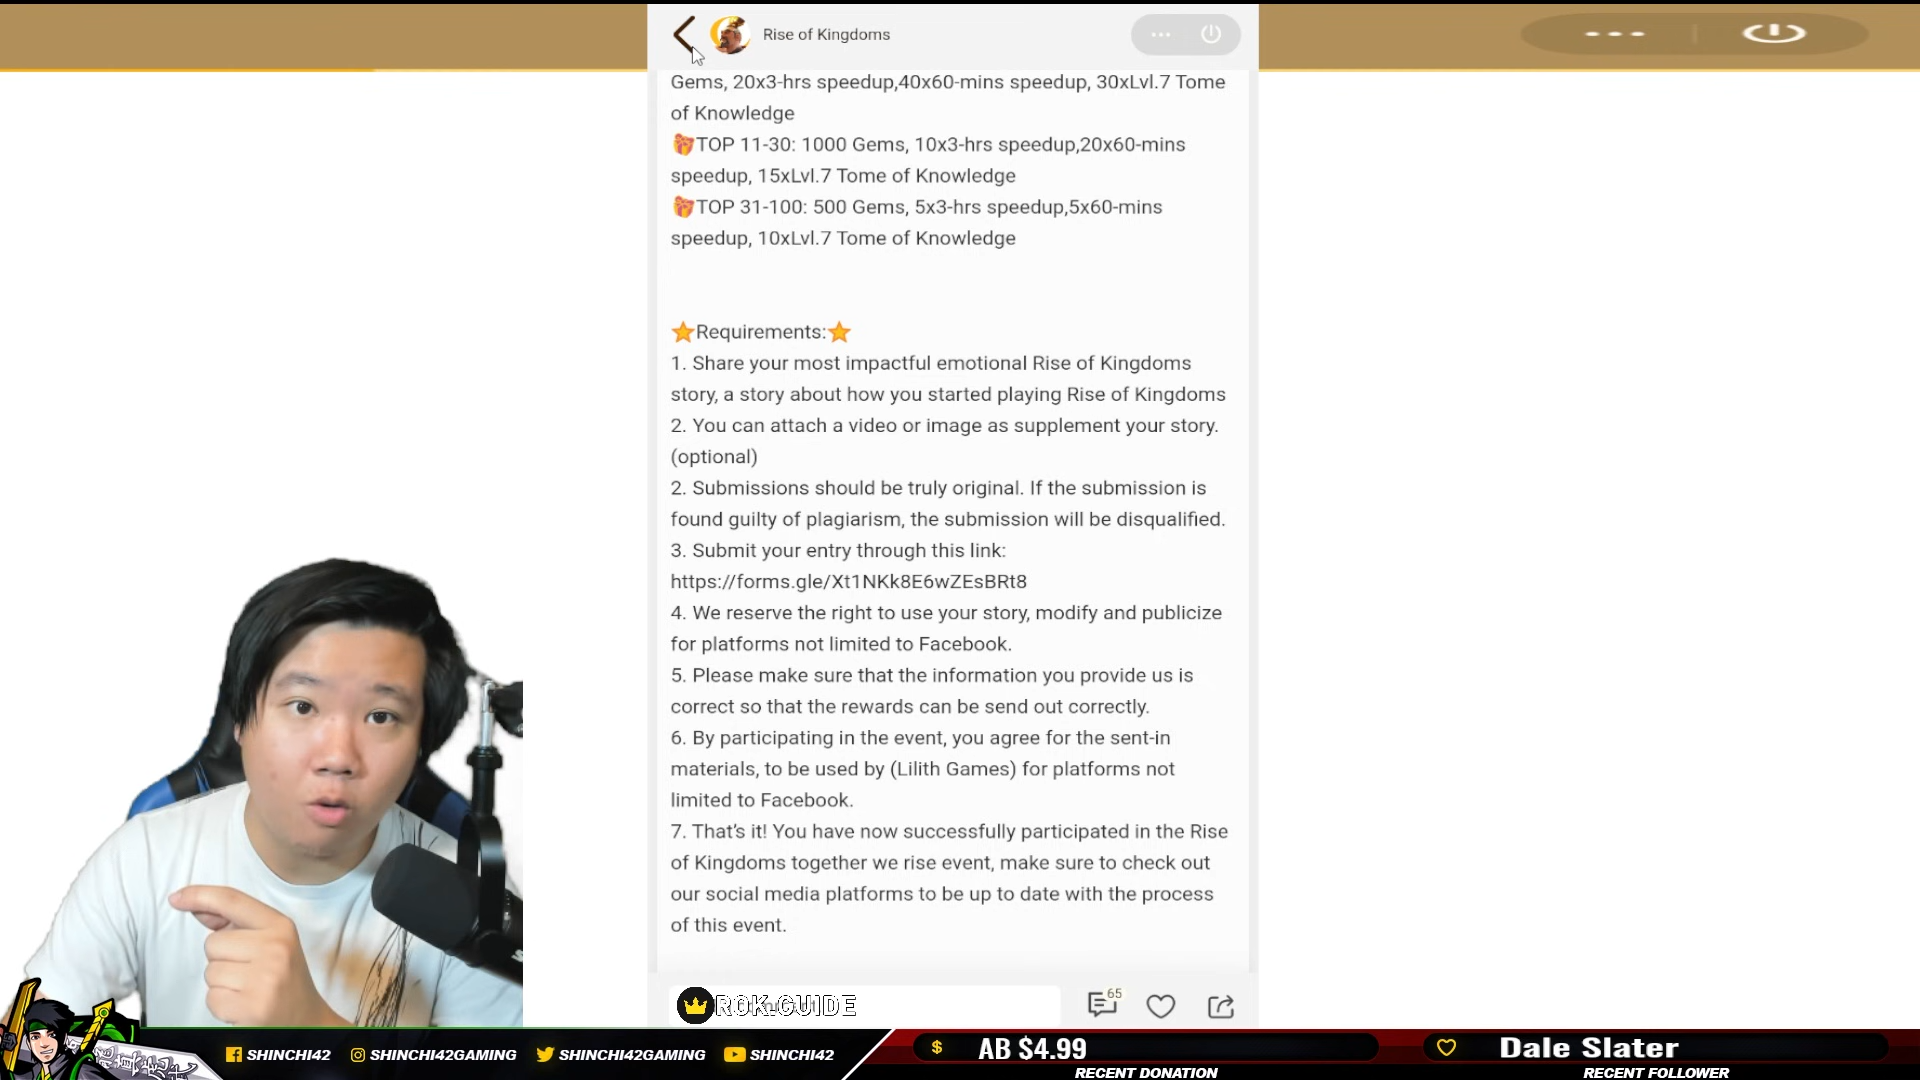 Rise of Kingdoms
Gems, 20x3-hrs speedup,40x60-mins speedup, 30xLvl.7 Tome
of Knowledge
TOP 11-30: 1000 Gems, 10x3-hrs speedup,20x60-mins
speedup, 15xLvl.7 Tome of Knowledge
TOP 31-100: 500 Gems, 5x3-hrs speedup,5x60-mins
speedup, 10xLvl.7 Tome of Knowledge
⭐Requirements:⭐
1. Share your most impactful emotional Rise of Kingdoms
story, a story about how you started playing Rise of Kingdoms
2. You can attach a video or image as supplement your story.
(optional)
2. Submissions should be truly original. If the submission is
found guilty of plagiarism, the submission will be disqualified.
3. Submit your entry through this link:
https://forms.gle/Xt1NKk8E6wZEsBRt8
4. We reserve the right to use your story, modify and publicize
for platforms not limited to Facebook.
5. Please make sure that the information you provide us is
correct so that the rewards can be send out correctly.
6. By participating in the event, you agree for the sent-in
materials, to be used by (Lilith Games) for platforms not
limited to Facebook.
7. That's it! You have now successfully participated in the Rise
of Kingdoms together we rise event, make sure to check out
our social media platforms to be up to date with the process
of this event.
ROK.GUIDE
65
SHINCHI42 SHINCHI42GAMING SHINCHI42GAMING SHINCHI42
$ AB $4.99
RECENT DONATION
Dale Slater
RECENT FOLLOWER